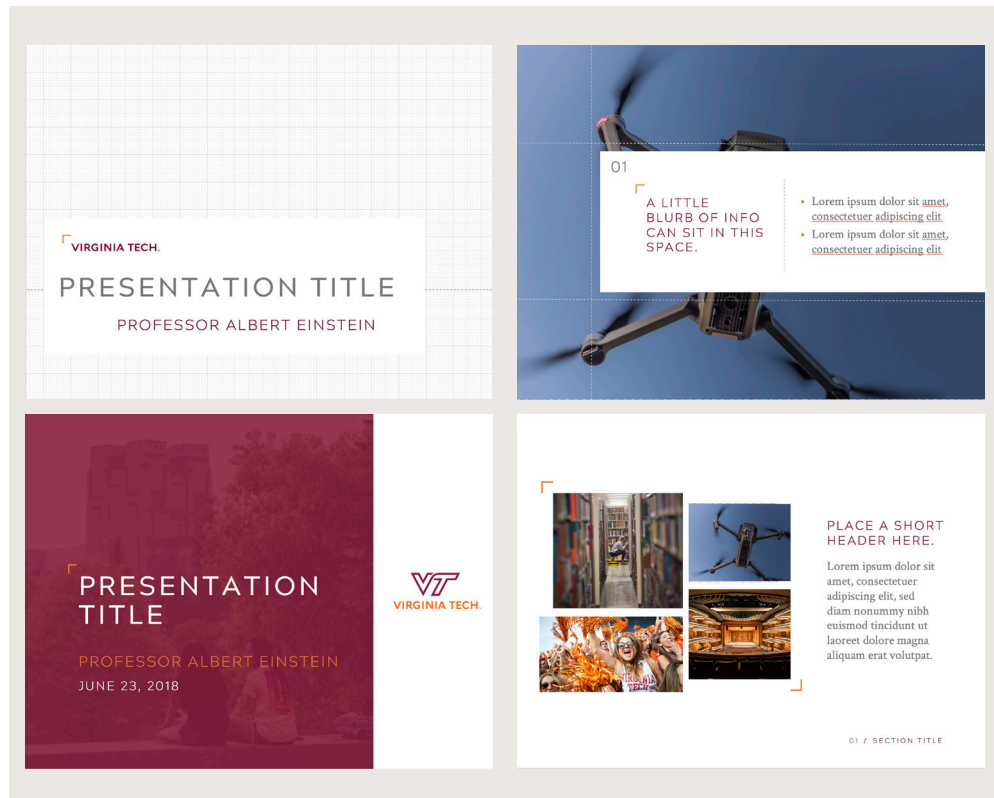 VIRGINIA TECH.
PRESENTATION TITLE
PROFESSOR ALBERT EINSTEIN
01
A LITTLE
BLURB OF INFO
CAN SIT IN THIS
SPACE.
• Lorem ipsum dolor sit amet,
consectetuer adipiscing elit
• Lorem ipsum dolor sit amet,
consectetuer adipiscing elit
PRESENTATION
TITLE
PROFESSOR ALBERT EINSTEIN
JUNE 23, 2018
VT
VIRGINIA TECH.
VIRGINIA
TECH
PLACE A SHORT
HEADER HERE.
Lorem ipsum dolor sit
amet, consectetuer
adipiscing elit, sed
diam nonummy nibh
euismod tincidunt ut
laoreet dolore magna
aliquam erat volutpat.
01 / SECTION TITLE